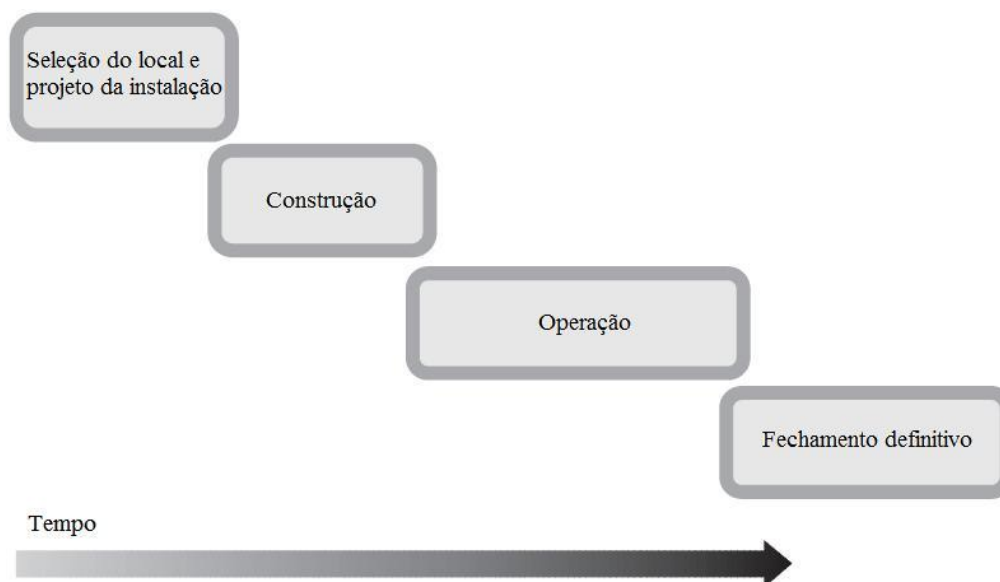 Seleção do local e
projeto da instalação
Construção
Operação
Fechamento definitivo
Tempo